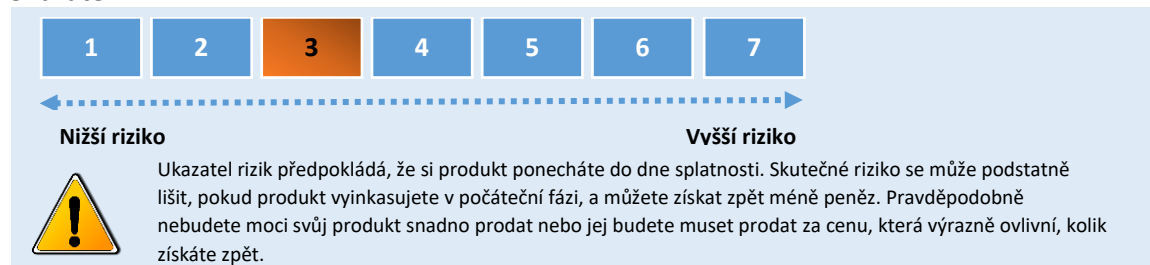 1 2 3 4 5 6 7
Nižší riziko Vyšší riziko
Ukazatel rizik předpokládá, že si produkt ponecháte do dne splatnosti. Skutečné riziko se může podstatně
lišit, pokud produkt vyinkasujete v počáteční fázi, a můžete získat zpět méně peněz. Pravděpodobně
nebudete moci svůj produkt snadno prodat nebo jej budete muset prodat za cenu, která výrazně ovlivní, kolik
získáte zpět.